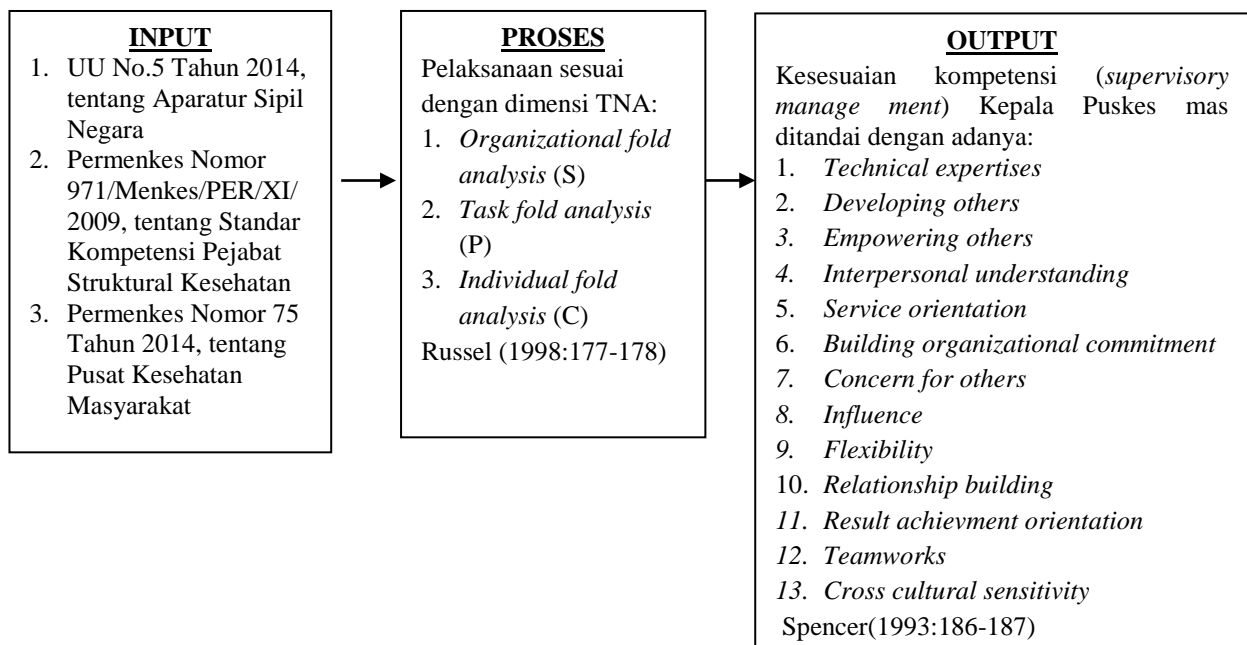 INPUT
1. UU No.5 Tahun 2014,
tentang Aparatur Sipil
Negara
2. Permenkes Nomor
971/Menkes/PER/XI/
2009, tentang Standar
Kompetensi Pejabat
Struktural Kesehatan
3. Permenkes Nomor 75
Tahun 2014, tentang
Pusat Kesehatan
Masyarakat
PROSES
Pelaksanaan sesuai
dengan dimensi TNA:
1. Organizational fold
analysis (S)
2. Task fold analysis
(P)
3. Individual fold
analysis (C)
Russel (1998:177-178)
OUTPUT
Kesesuaian kompetensi (supervisory
manage ment) Kepala Puskes mas
ditandai dengan adanya:
1. Technical expertises
2. Developing others
3. Empowering others
4. Interpersonal understanding
5. Service orientation
6. Building organizational commitment
7. Concern for others
8. Influence
9. Flexibility
10. Relationship building
11. Result achievment orientation
12. Teamworks
13. Cross cultural sensitivity
Spencer(1993:186-187)